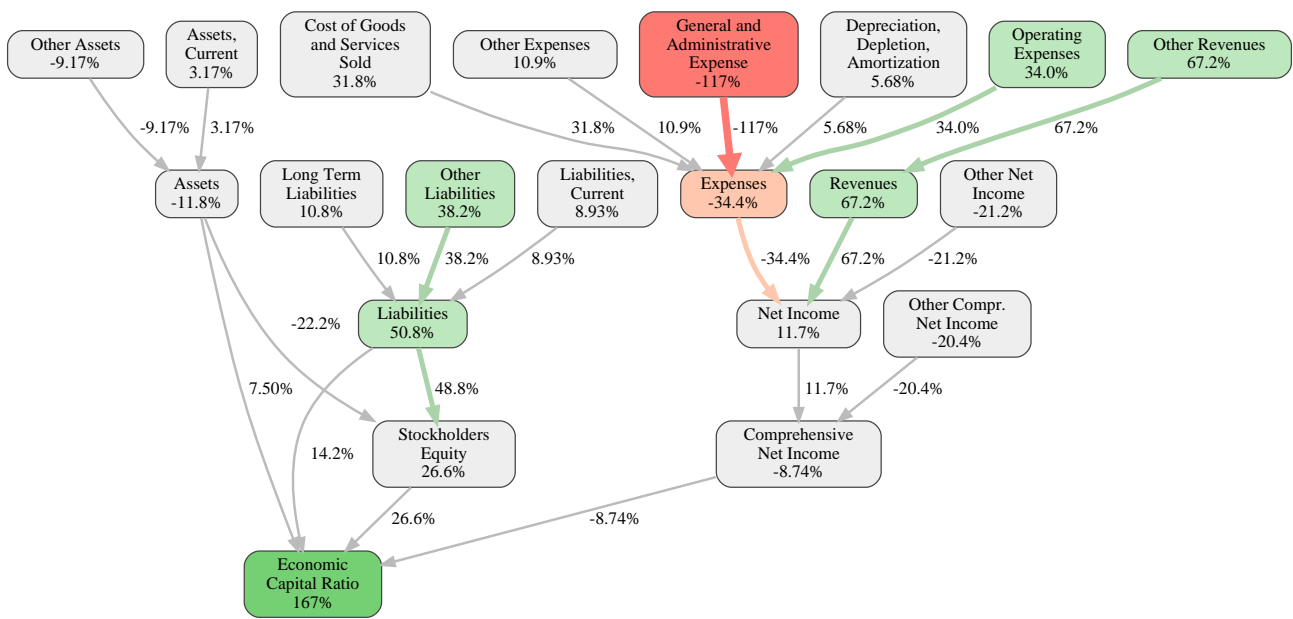 Other Assets
-9.17%
Assets,
Current
3.17%
Cost of Goods
and Services
Sold
31.8%
Other Expenses
10.9%
General and
Administrative
Expense
-117%
Depreciation,
Depletion,
Amortization
5.68%
Operating
Expenses
34.0%
Other Revenues
67.2%
-9.17%
3.17%
31.8%
10.9%
-117%
5.68%
34.0%
67.2%
Assets
-11.8%
Long Term
Liabilities
10.8%
Other
Liabilities
38.2%
Liabilities,
Current
8.93%
Expenses
-34.4%
Revenues
67.2%
Other Net
Income
-21.2%
10.8%
38.2%
8.93%
-34.4%
67.2%
-21.2%
Liabilities
50.8%
Net Income
11.7%
Other Compr.
Net Income
-20.4%
-22.2%
7.50%
48.8%
11.7%
-20.4%
14.2%
Stockholders
Equity
26.6%
Comprehensive
Net Income
-8.74%
26.6%
-8.74%
Economic
Capital Ratio
167%